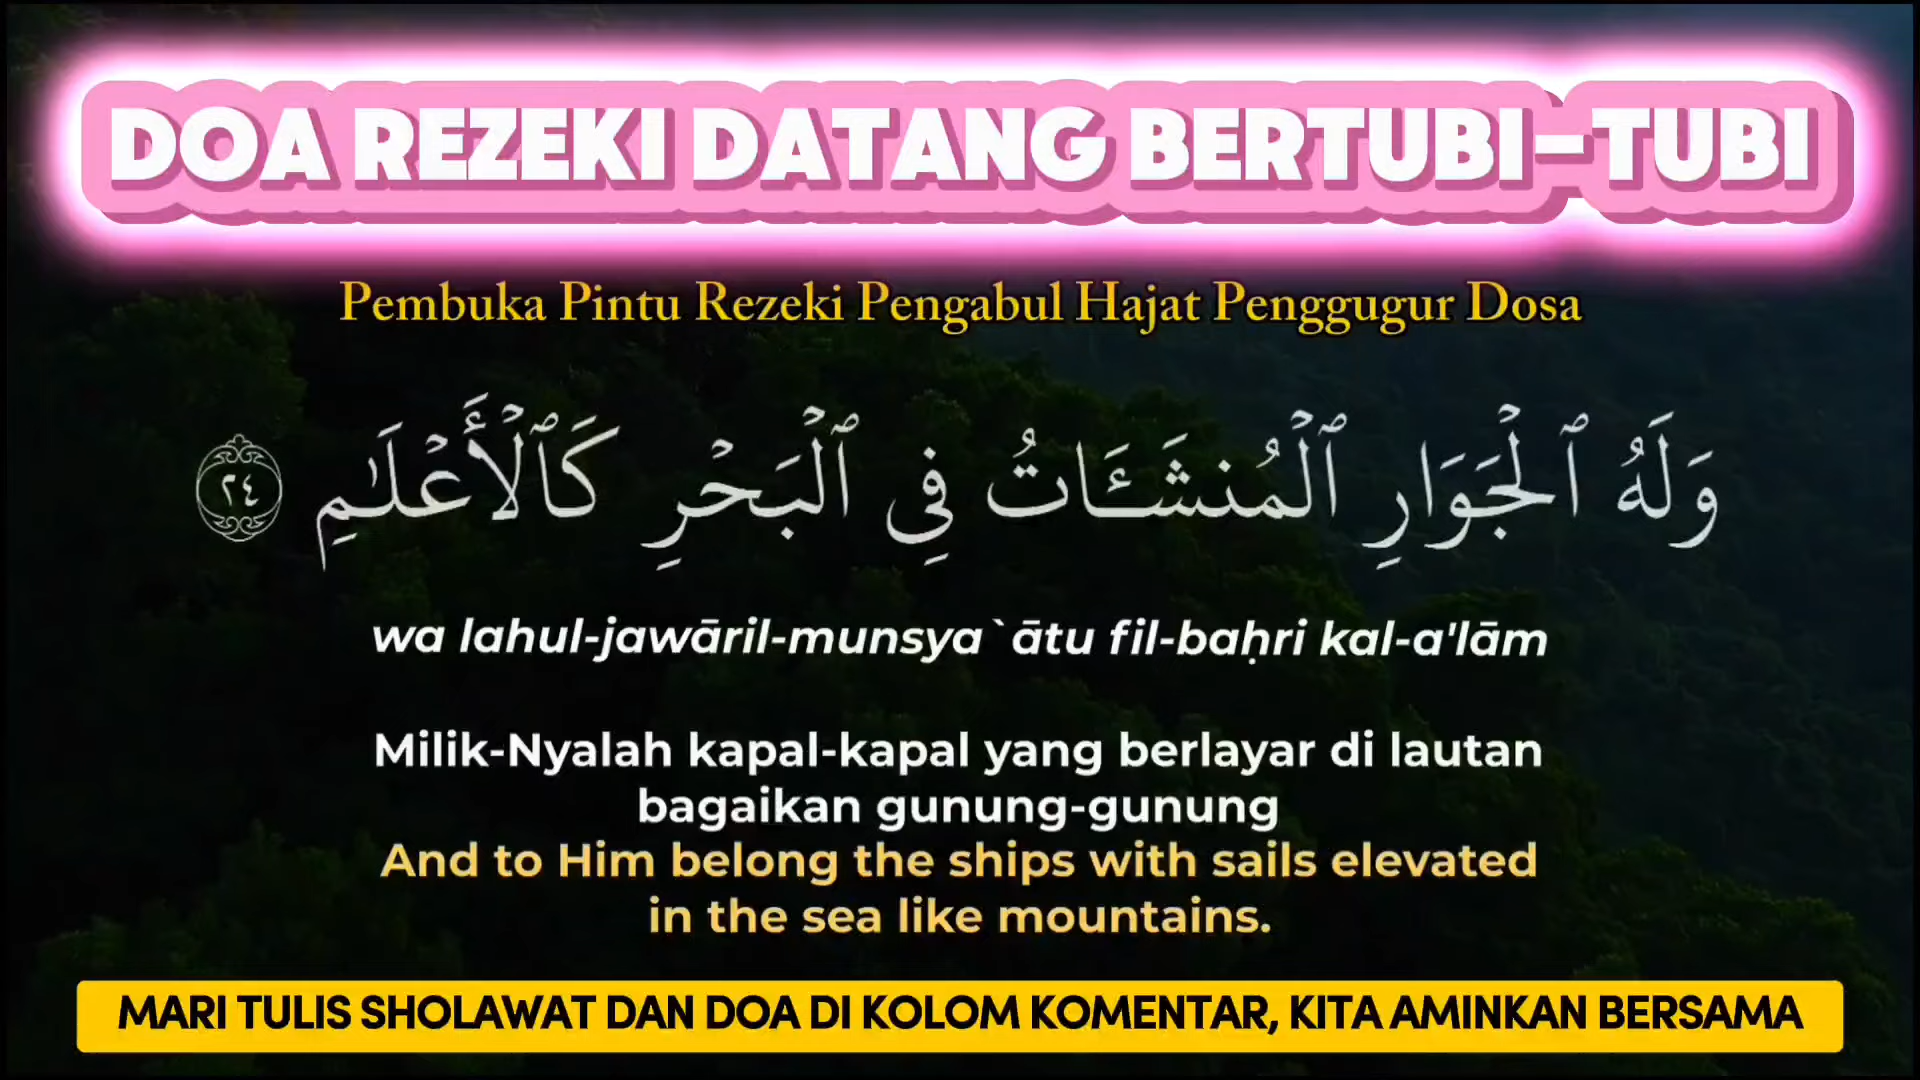 DOA REZEKI DATANG BERTUBI-TUBI
Pembuka Pintu Rezeki Pengabul Hajat Penggugur Dosa
وَلَهُ ٱلْجَوَارِ ٱلْمُنشَـَٔاتُ فِى ٱلْبَحْرِ كَٱلْأَعْلَـٰمِ ٢٤
wa lahul-jawāril-munsya`ātu fil-baḥri kal-a'lām
Milik-Nyalah kapal-kapal yang berlayar di lautan
bagaikan gunung-gunung
And to Him belong the ships with sails elevated
in the sea like mountains.
MARI TULIS SHOLAWAT DAN DOA DI KOLOM KOMENTAR, KITA AMINKAN BERSAMA